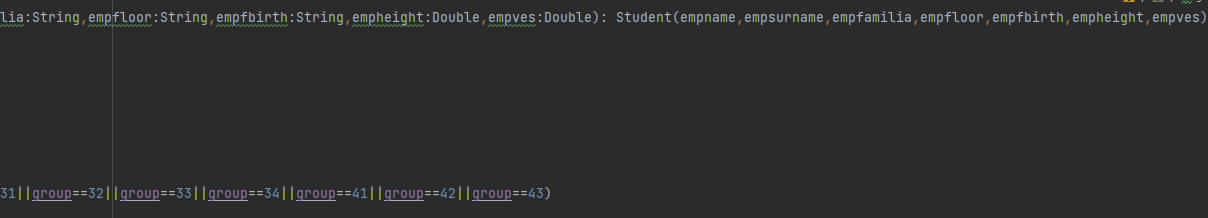 lia:String,empfloor:String,empfbirth:String,empheight:Double,empves:Double): Student(empname,empsurname,empfamilia,empfloor,empfbirth,empheight,empves)
31||group==32||group==33||group==34||group==41||group==42||group==43)